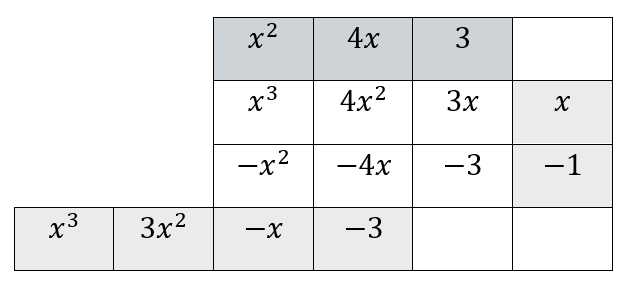 x² 4x 3
x³ 4x² 3x x
−x² −4x −3 −1
x³ 3x² −x −3